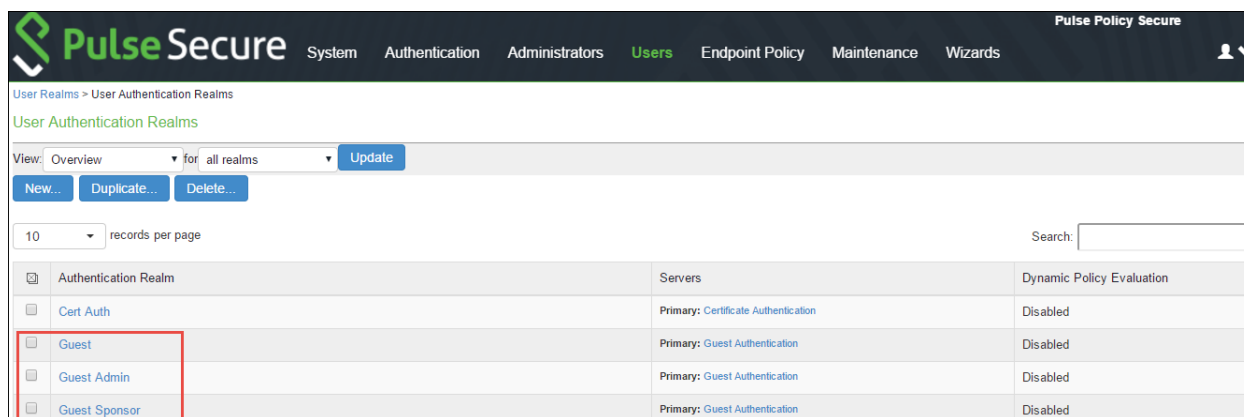 Pulse Policy Secure
Pulse Secure System Authentication Administrators Users Endpoint Policy Maintenance Wizards
User Realms > User Authentication Realms
User Authentication Realms
View: Overview for all realms Update
New... Duplicate... Delete...
10 records per page Search:
Authentication Realm Servers Dynamic Policy Evaluation
Cert Auth Primary: Certificate Authentication Disabled
Guest Primary: Guest Authentication Disabled
Guest Admin Primary: Guest Authentication Disabled
Guest Sponsor Primary: Guest Authentication Disabled